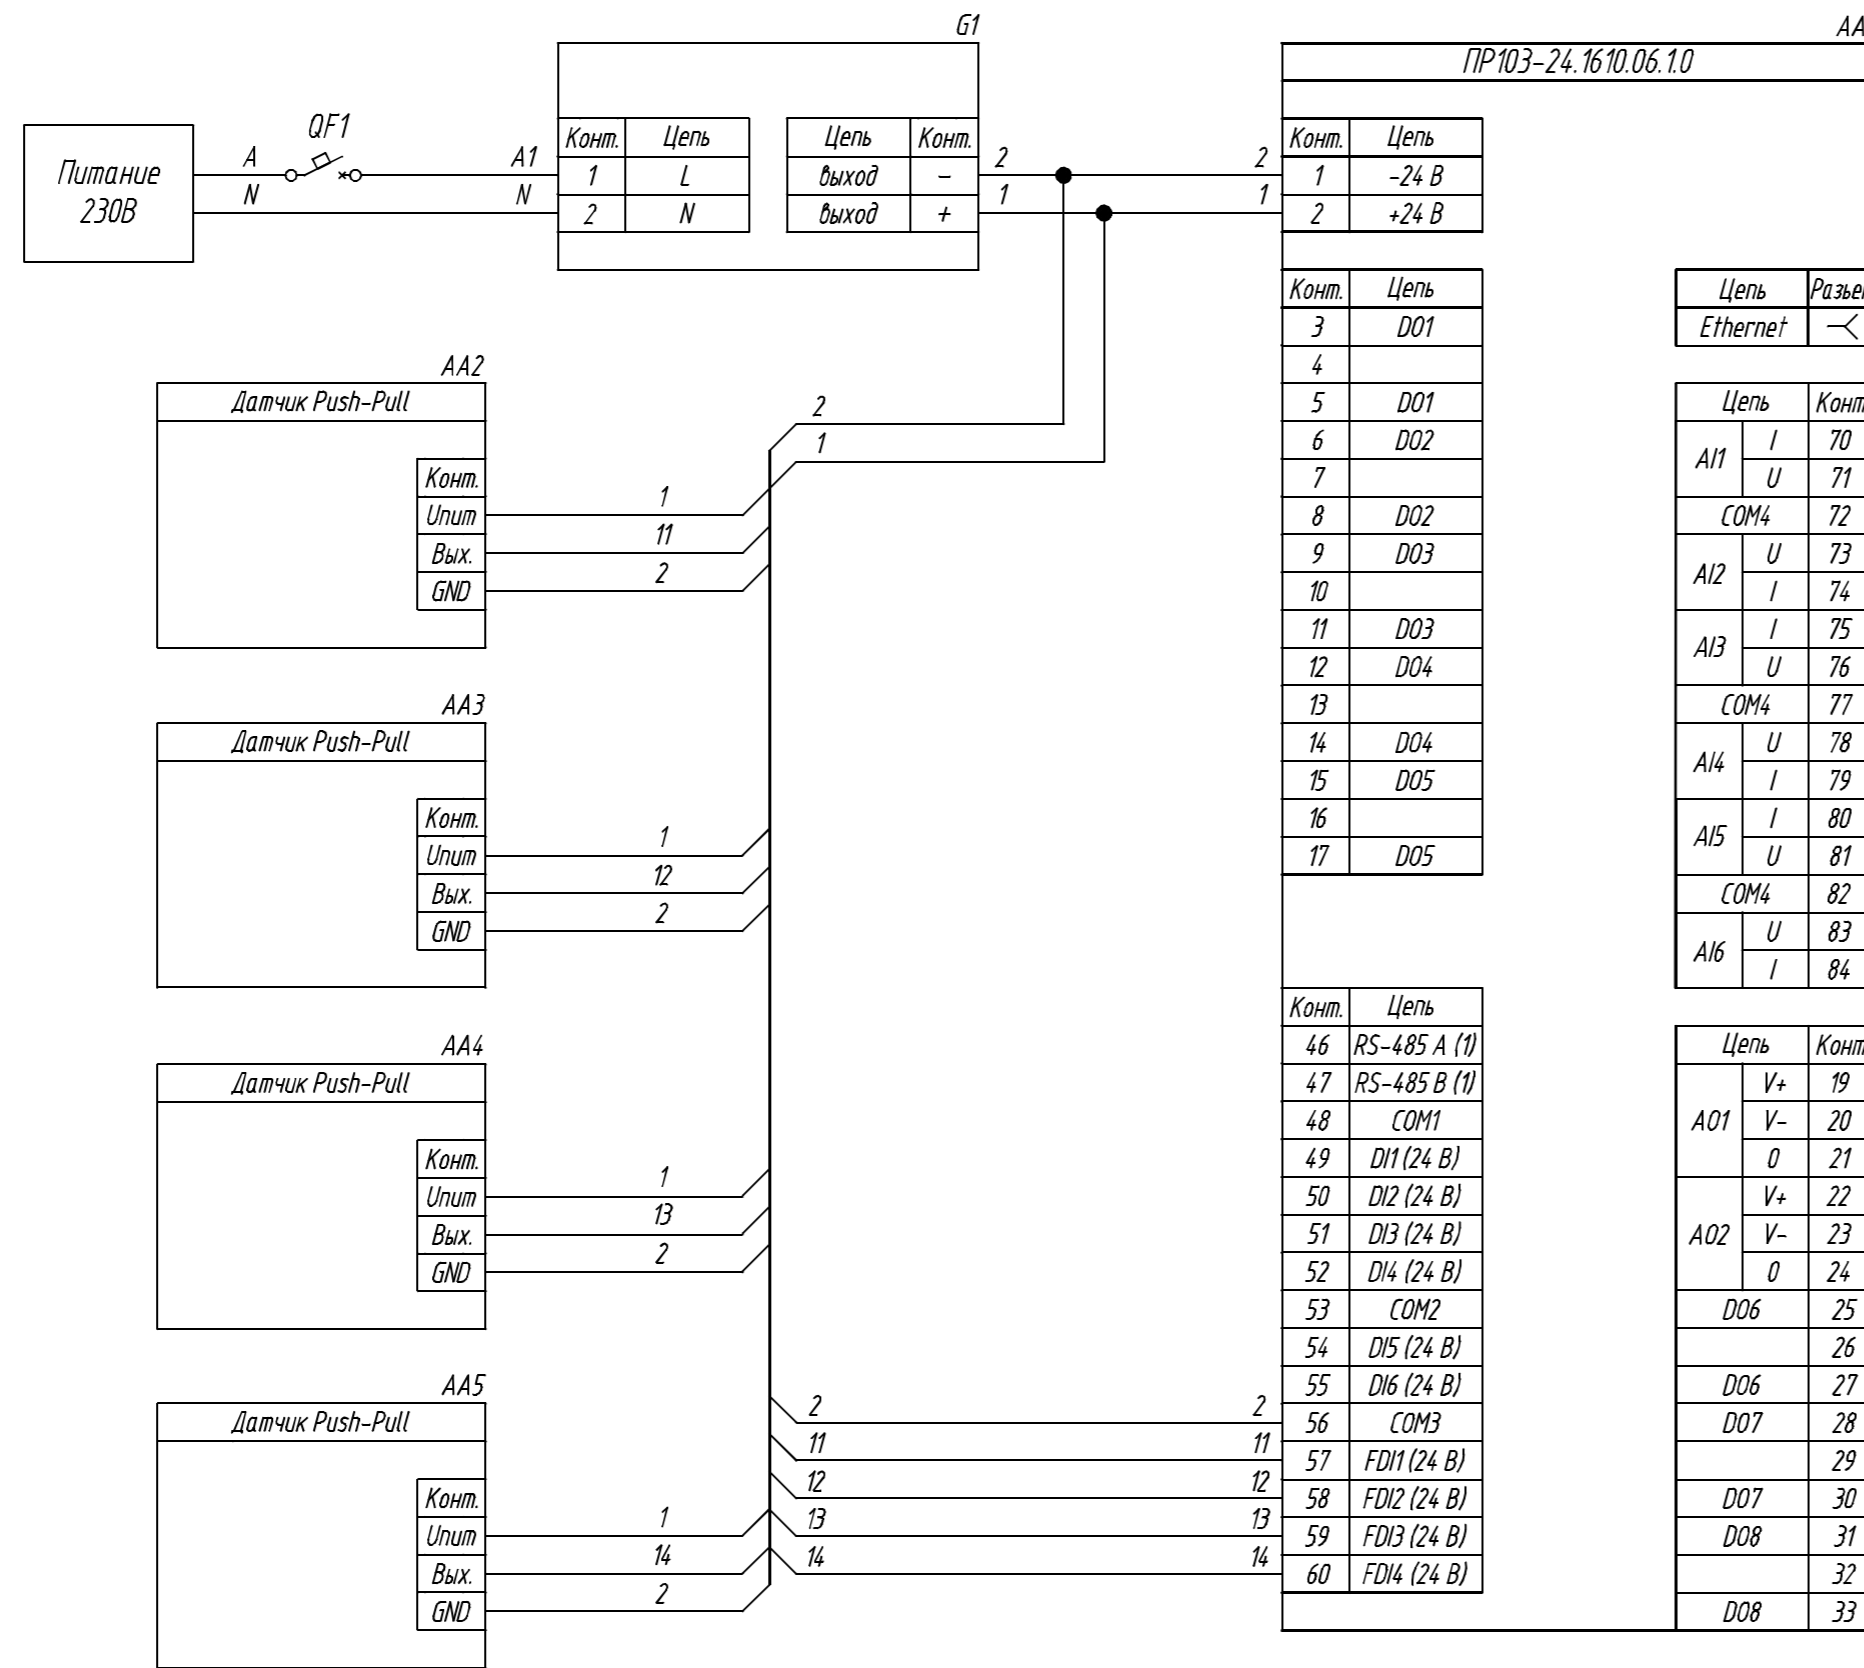 G1
AA
ПР103-24.1610.06.1.0
Питание
230В
A
N
QF1
A1
N
Конт. Цепь
1 L
2 N
Цепь Конт.
выход –
выход +
2
1
2
1
Конт. Цепь
1 -24 В
2 +24 В
Конт. Цепь
3 DO1
4
5 DO1
6 DO2
7
8 DO2
9 DO3
10
11 DO3
12 DO4
13
14 DO4
15 DO5
16
17 DO5
Конт. Цепь
46 RS-485 A (1)
47 RS-485 B (1)
48 COM1
49 DI1 (24 В)
50 DI2 (24 В)
51 DI3 (24 В)
52 DI4 (24 В)
53 COM2
54 DI5 (24 В)
55 DI6 (24 В)
56 COM3
57 FDI1 (24 В)
58 FDI2 (24 В)
59 FDI3 (24 В)
60 FDI4 (24 В)
Цепь Разъе
Ethernet
Цепь Конт
AI1 I 70
U 71
COM4 72
AI2 U 73
I 74
AI3 I 75
U 76
COM4 77
AI4 U 78
I 79
AI5 I 80
U 81
COM4 82
AI6 U 83
I 84
Цепь Конт
AO1 V+ 19
V- 20
0 21
AO2 V+ 22
V- 23
0 24
DO6 25
26
DO6 27
DO7 28
29
DO7 30
DO8 31
32
DO8 33
AA2
Датчик Push-Pull
Конт.
Uпит 1
Вых. 11
GND 2
2
1
AA3
Датчик Push-Pull
Конт.
Uпит 1
Вых. 12
GND 2
AA4
Датчик Push-Pull
Конт.
Uпит 1
Вых. 13
GND 2
AA5
Датчик Push-Pull
Конт.
Uпит 1
Вых. 14
GND 2
2 2
11 11
12 12
13 13
14 14